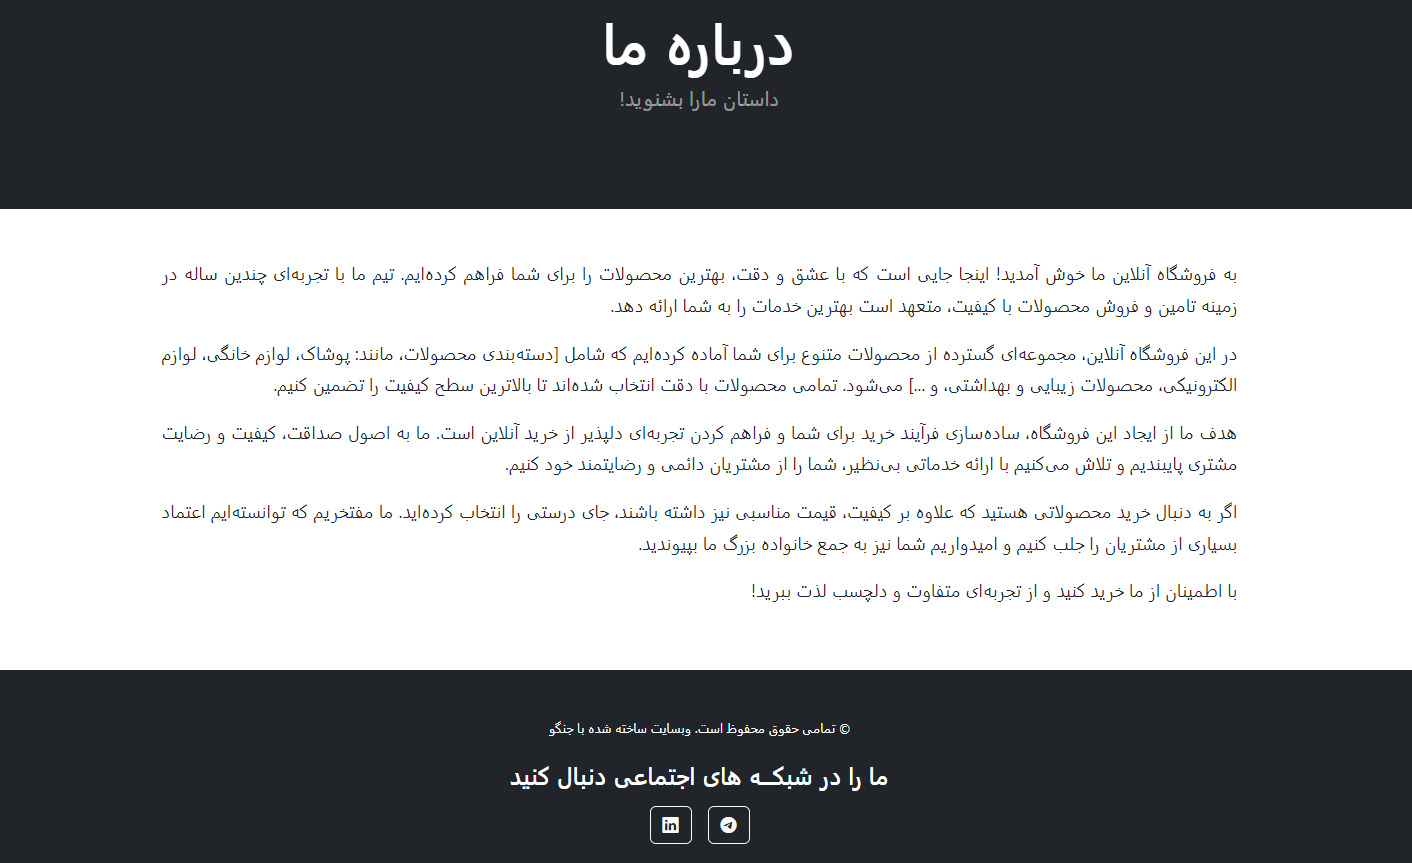 درباره ما
داستان مارا بشنوید!
به فروشگاه آنلاین ما خوش آمدید! اینجا جایی است که با عشق و دقت، بهترین محصولات را برای شما فراهم کرده‌ایم. تیم ما با تجربه‌ای چندین ساله در
زمینه تامین و فروش محصولات با کیفیت، متعهد است بهترین خدمات را به شما ارائه دهد.
در این فروشگاه آنلاین، مجموعه‌ای گسترده از محصولات متنوع برای شما آماده کرده‌ایم که شامل [دسته‌بندی محصولات، مانند: پوشاک، لوازم خانگی، لوازم
الکترونیکی، محصولات زیبایی و بهداشتی، و ...] می‌شود. تمامی محصولات با دقت انتخاب شده‌اند تا بالاترین سطح کیفیت را تضمین کنیم.
هدف ما از ایجاد این فروشگاه، ساده‌سازی فرآیند خرید برای شما و فراهم کردن تجربه‌ای دلپذیر از خرید آنلاین است. ما به اصول صداقت، کیفیت و رضایت
مشتری پایبندیم و تلاش می‌کنیم با ارائه خدماتی بی‌نظیر، شما را از مشتریان دائمی و رضایتمند خود کنیم.
اگر به دنبال خرید محصولاتی هستید که علاوه بر کیفیت، قیمت مناسبی نیز داشته باشند، جای درستی را انتخاب کرده‌اید. ما مفتخریم که توانسته‌ایم اعتماد
بسیاری از مشتریان را جلب کنیم و امیدواریم شما نیز به جمع خانواده بزرگ ما بپیوندید.
با اطمینان از ما خرید کنید و از تجربه‌ای متفاوت و دلچسب لذت ببرید!
© تمامی حقوق محفوظ است. وبسایت ساخته شده با جنگو
ما را در شبکــه های اجتماعی دنبال کنید